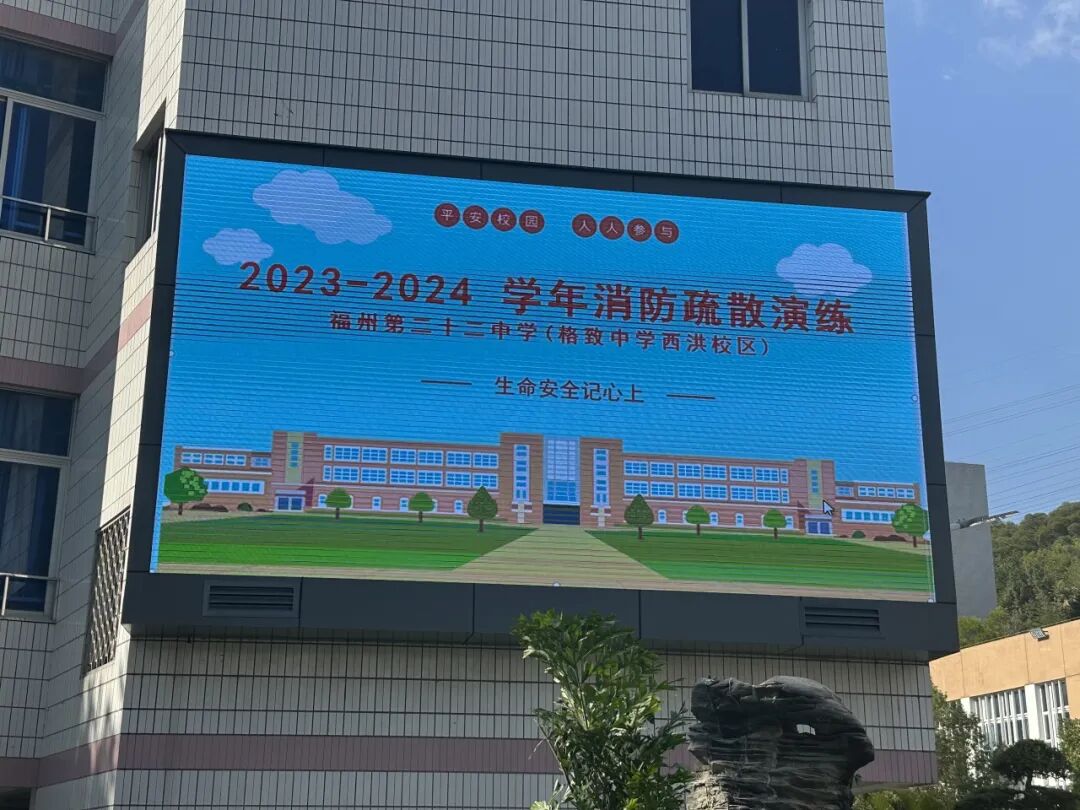 平安校园 人人参与
2023-2024 学年消防疏散演练
福州第二十二中学(格致中学西洪校区)
生命安全记心上